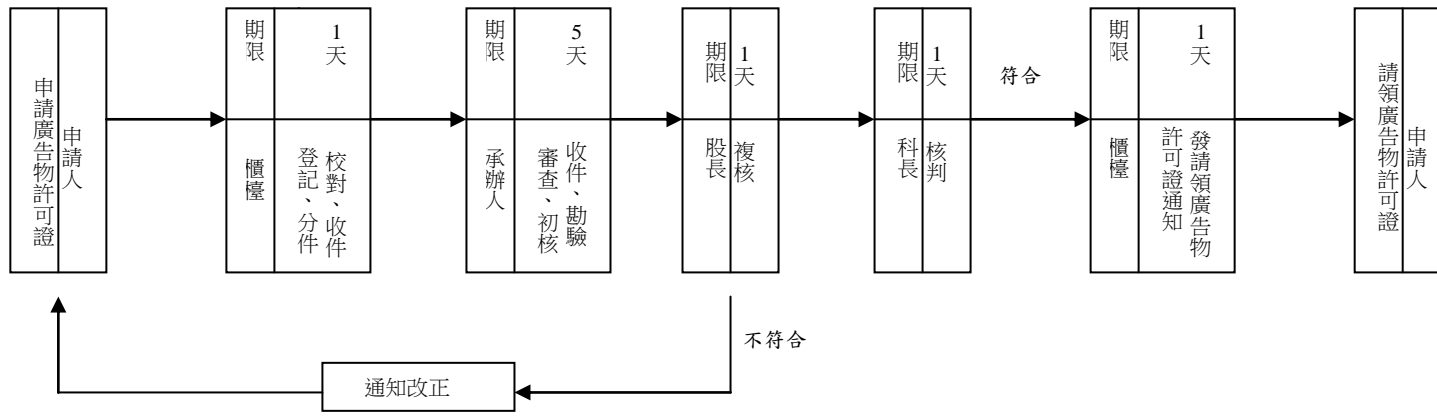 申請人
申請廣告物許可證
期限
1天
櫃檯
校對、收件
登記、分件
期限
5天
承辦人
收件、勘驗
審查、初核
期限
1天
股長
複核
期限
1天
科長
核判
符合
期限
1天
櫃檯
發請領廣告物
許可證通知
申請人
請領廣告物許可證
不符合
通知改正